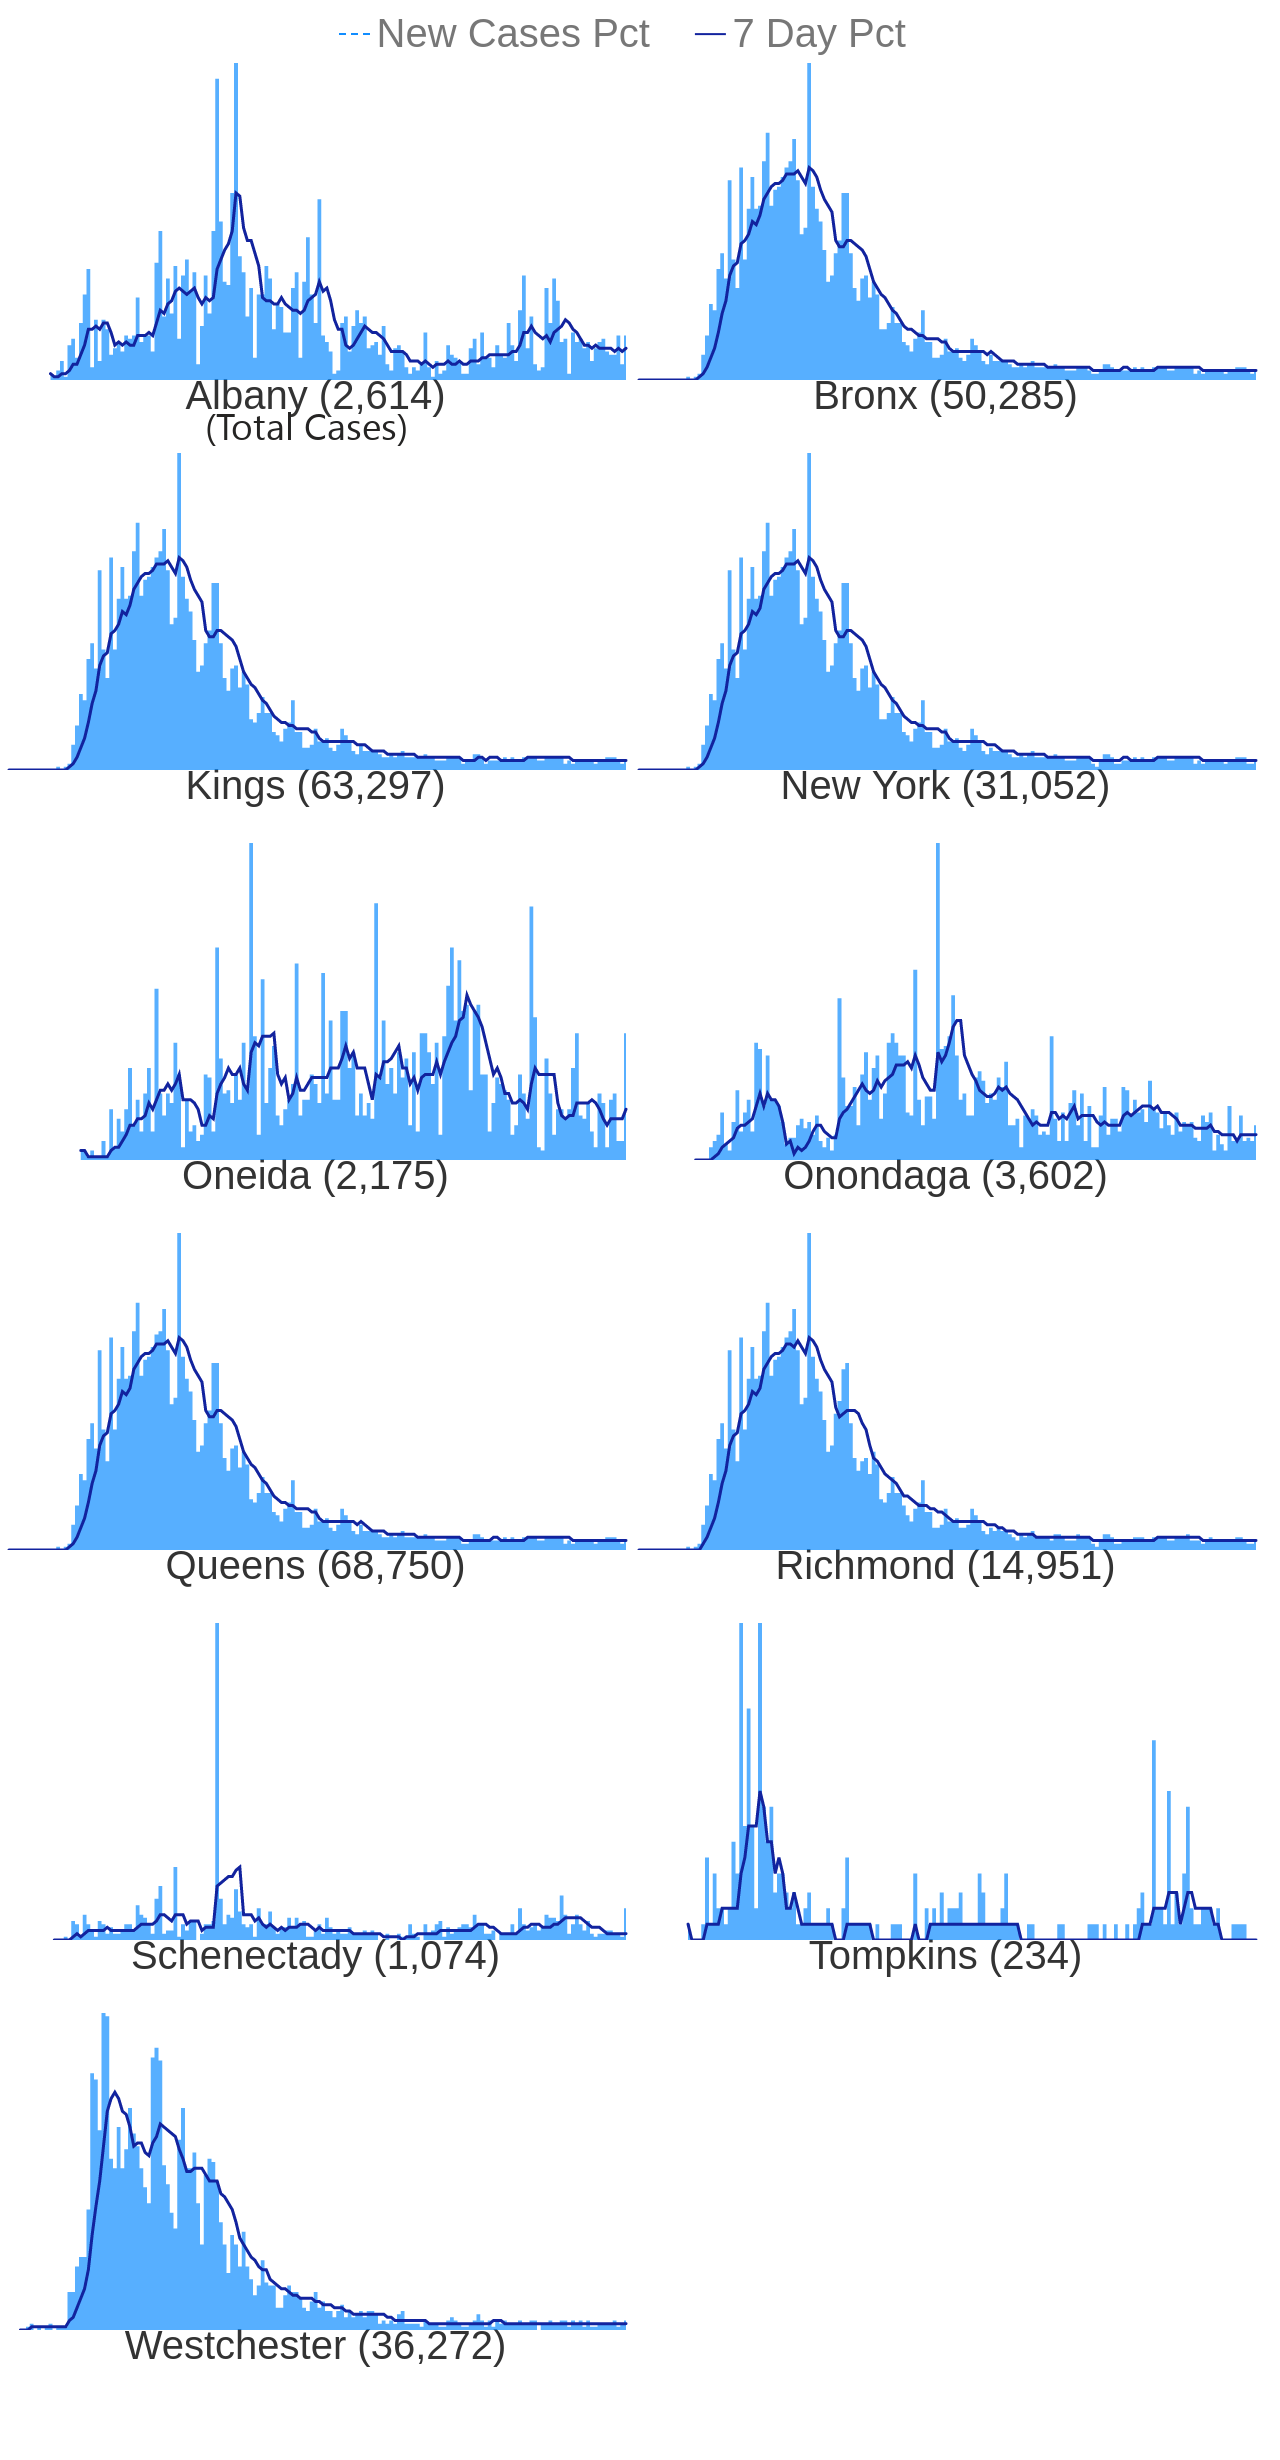 New Cases Pct 7 Day Pct
Albany (2,614) Bronx (50,285)
(Total Cases)
Kings (63,297) New York (31,052)
Oneida (2,175) Onondaga (3,602)
Queens (68,750) Richmond (14,951)
Schenectady (1,074) Tompkins (234)
Westchester (36,272)